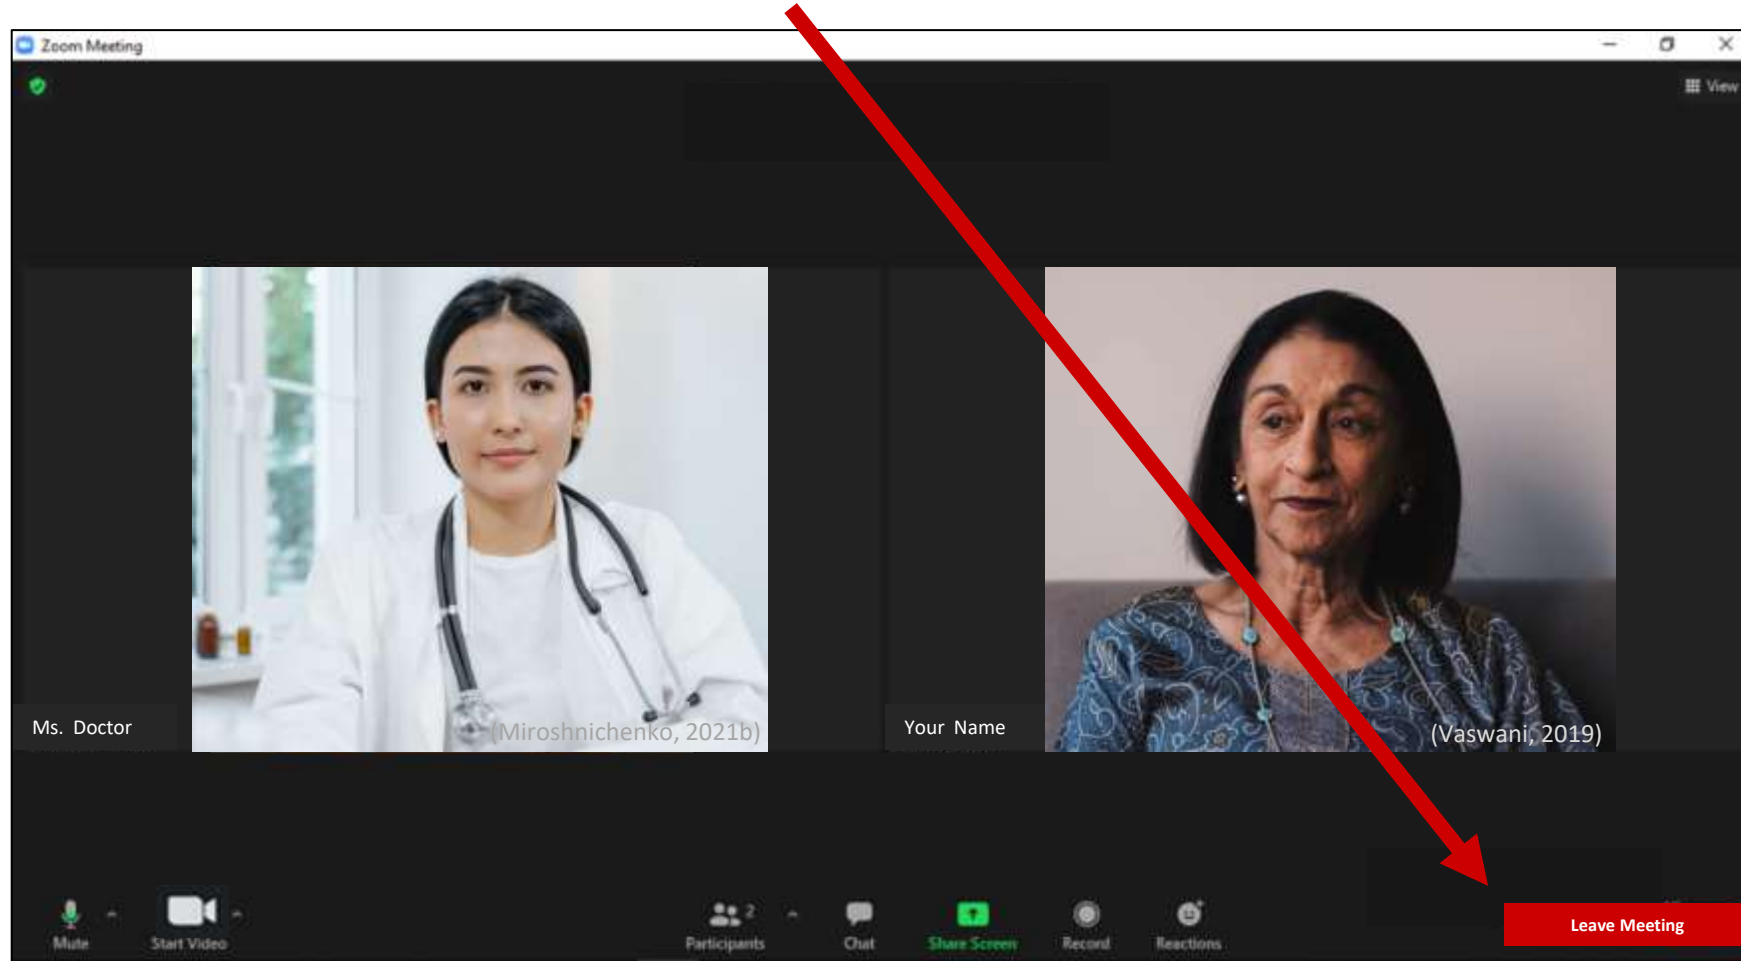 Zoom Meeting
View
Ms. Doctor
(Miroshnichenko, 2021b)
Your Name
(Vaswani, 2019)
Mute
Start Video
2
Participants
Chat
Share Screen
Record
Reactions
Leave Meeting